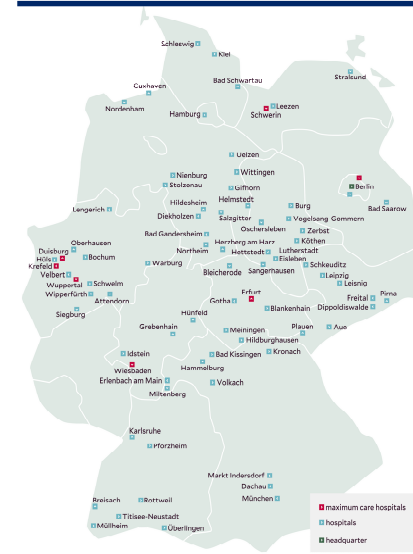 Schleswig
Kiel
Stralsund
Bad Schwartau
Cuxhaven
Nordenham
Leezen
Hamburg
Schwerin
Uelzen
Wittingen
Nienburg
Stolzenau
Gifhorn
Berlin
Hildesheim
Helmstedt
Burg
Bad Saarow
Lengerich
Diekholzen
Salzgitter
Vogelsang-Gommern
Oschersleben
Zerbst
Bad Gandersheim
Köthen
Oberhausen
Duisburg
Herzberg am Harz
Northeim
Hettstedt
Lutherstadt
Eisleben
Hüls
Bochum
Krefeld
Warburg
Bleicherode
Sangerhausen
Schkeuditz
Velbert
Leipzig
Wuppertal
Schwelm
Leisnig
Wipperfürth
Attendorn
Erfurt
Gotha
Freital
Pirna
Dippoldiswalde
Siegburg
Blankenhain
Hünfeld
Grebenhain
Meiningen
Plauen
Aue
Hildburghausen
Idstein
Bad Kissingen
Kronach
Wiesbaden
Hammelburg
Erlenbach am Main
Volkach
Miltenberg
Karlsruhe
Pforzheim
Markt Indersdorf
Dachau
München
Breisach
Rottweil
Titisee-Neustadt
Müllheim
Überlingen
maximum care hospitals
hospitals
headquarter